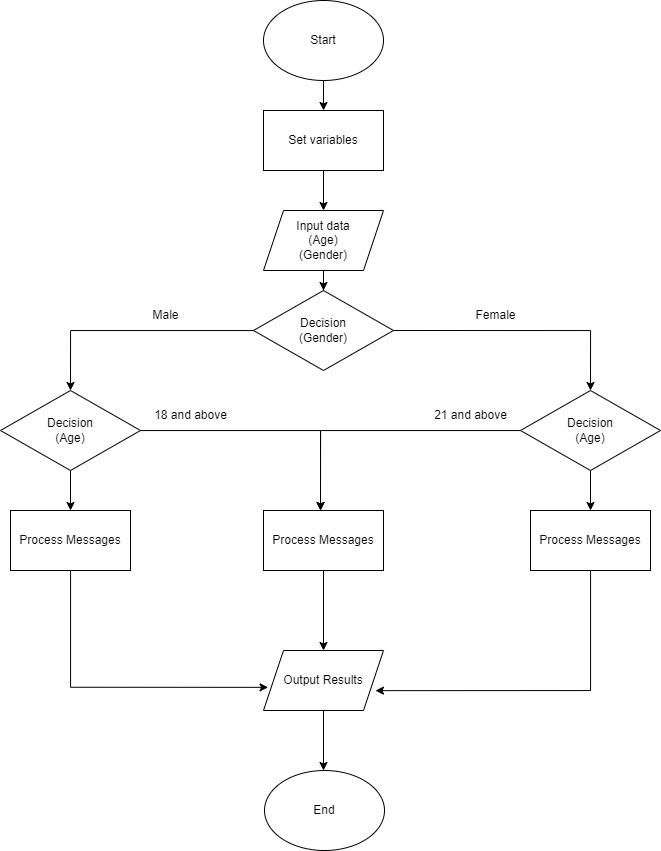 Start
Set variables
Input data
(Age)
(Gender)
Male
Decision
(Gender)
Female
Decision
(Age)
18 and above
21 and above
Decision
(Age)
Process Messages
Process Messages
Process Messages
Output Results
End